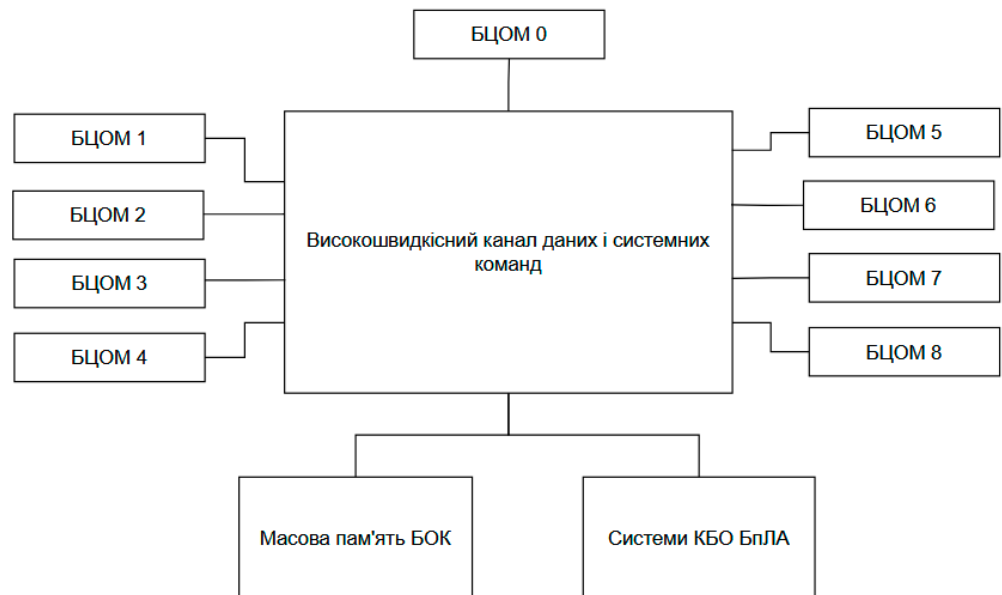 БЦОМ 0
БЦОМ 1
БЦОМ 2
БЦОМ 3
БЦОМ 4
Високошвидкісний канал даних і системних
команд
БЦОМ 5
БЦОМ 6
БЦОМ 7
БЦОМ 8
Масова пам'ять БОК
Системи КБО БпЛА